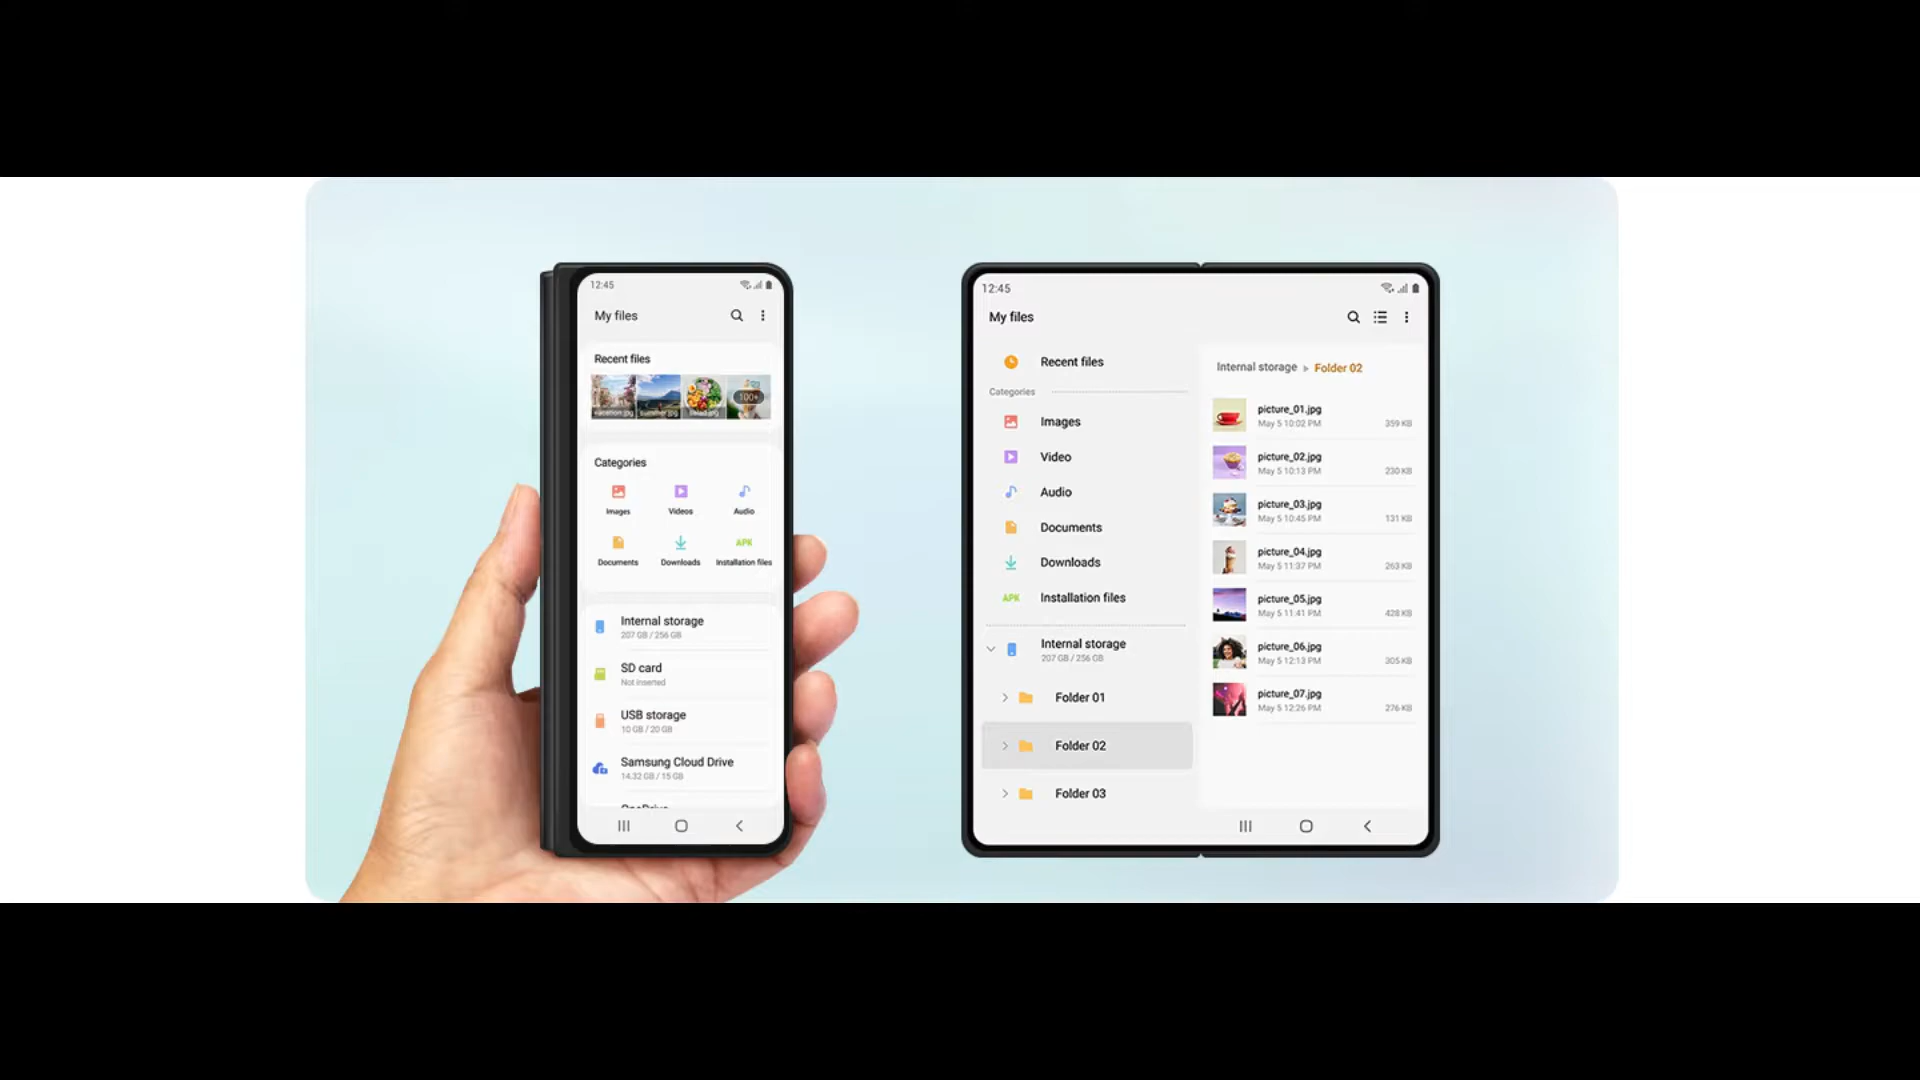 12:45
My files
Recent files
vacation.jpg
summer.jpg
salad.jpg
100+
Categories
Images
Videos
Audio
APK
Documents
Downloads
Installation files
Internal storage
207 GB / 256 GB
SD card
Not inserted
USB storage
10 GB / 20 GB
Samsung Cloud Drive
14.32 GB / 15 GB
12:45
My files
Recent files
Categories
Images
Video
Audio
Documents
Downloads
APK Installation files
Internal storage
207 GB / 256 GB
Folder 01
Folder 02
Folder 03
Internal storage ▸ Folder 02
picture_01.jpg
May 5 10:02 PM 359 KB
picture_02.jpg
May 5 10:13 PM 230 KB
picture_03.jpg
May 5 10:45 PM 131 KB
picture_04.jpg
May 5 11:37 PM 263 KB
picture_05.jpg
May 5 11:41 PM 428 KB
picture_06.jpg
May 5 12:13 PM 305 KB
picture_07.jpg
May 5 12:26 PM 276 KB